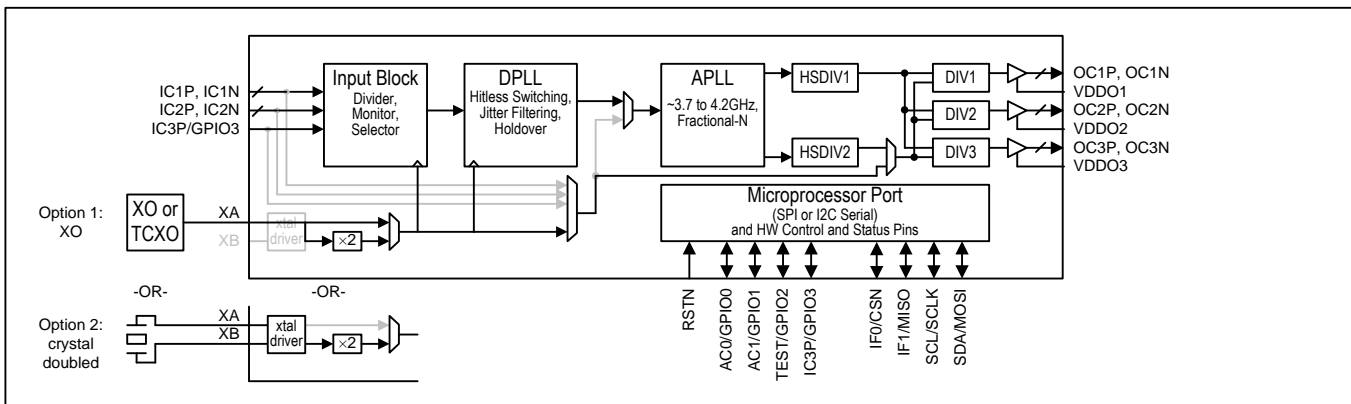 Input Block
Divider,
Monitor,
Selector
DPLL
Hitless Switching,
Jitter Filtering,
Holdover
APLL
~3.7 to 4.2GHz,
Fractional-N
HSDIV1
HSDIV2
DIV1
DIV2
DIV3
IC1P, IC1N
IC2P, IC2N
IC3P/GPIO3
OC1P, OC1N
VDDO1
OC2P, OC2N
VDDO2
OC3P, OC3N
VDDO3
Option 1:
XO
XO or
TCXO
XA
XB
xtal
driver
×2
Microprocessor Port
(SPI or I2C Serial)
and HW Control and Status Pins
RSTN
AC0/GPIO0
AC1/GPIO1
TEST/GPIO2
IC3P/GPIO3
IF0/CSN
IF1/MISO
SCL/SCLK
SDA/MOSI
-OR-
-OR-
Option 2:
crystal
doubled
XA
XB
xtal
driver
×2